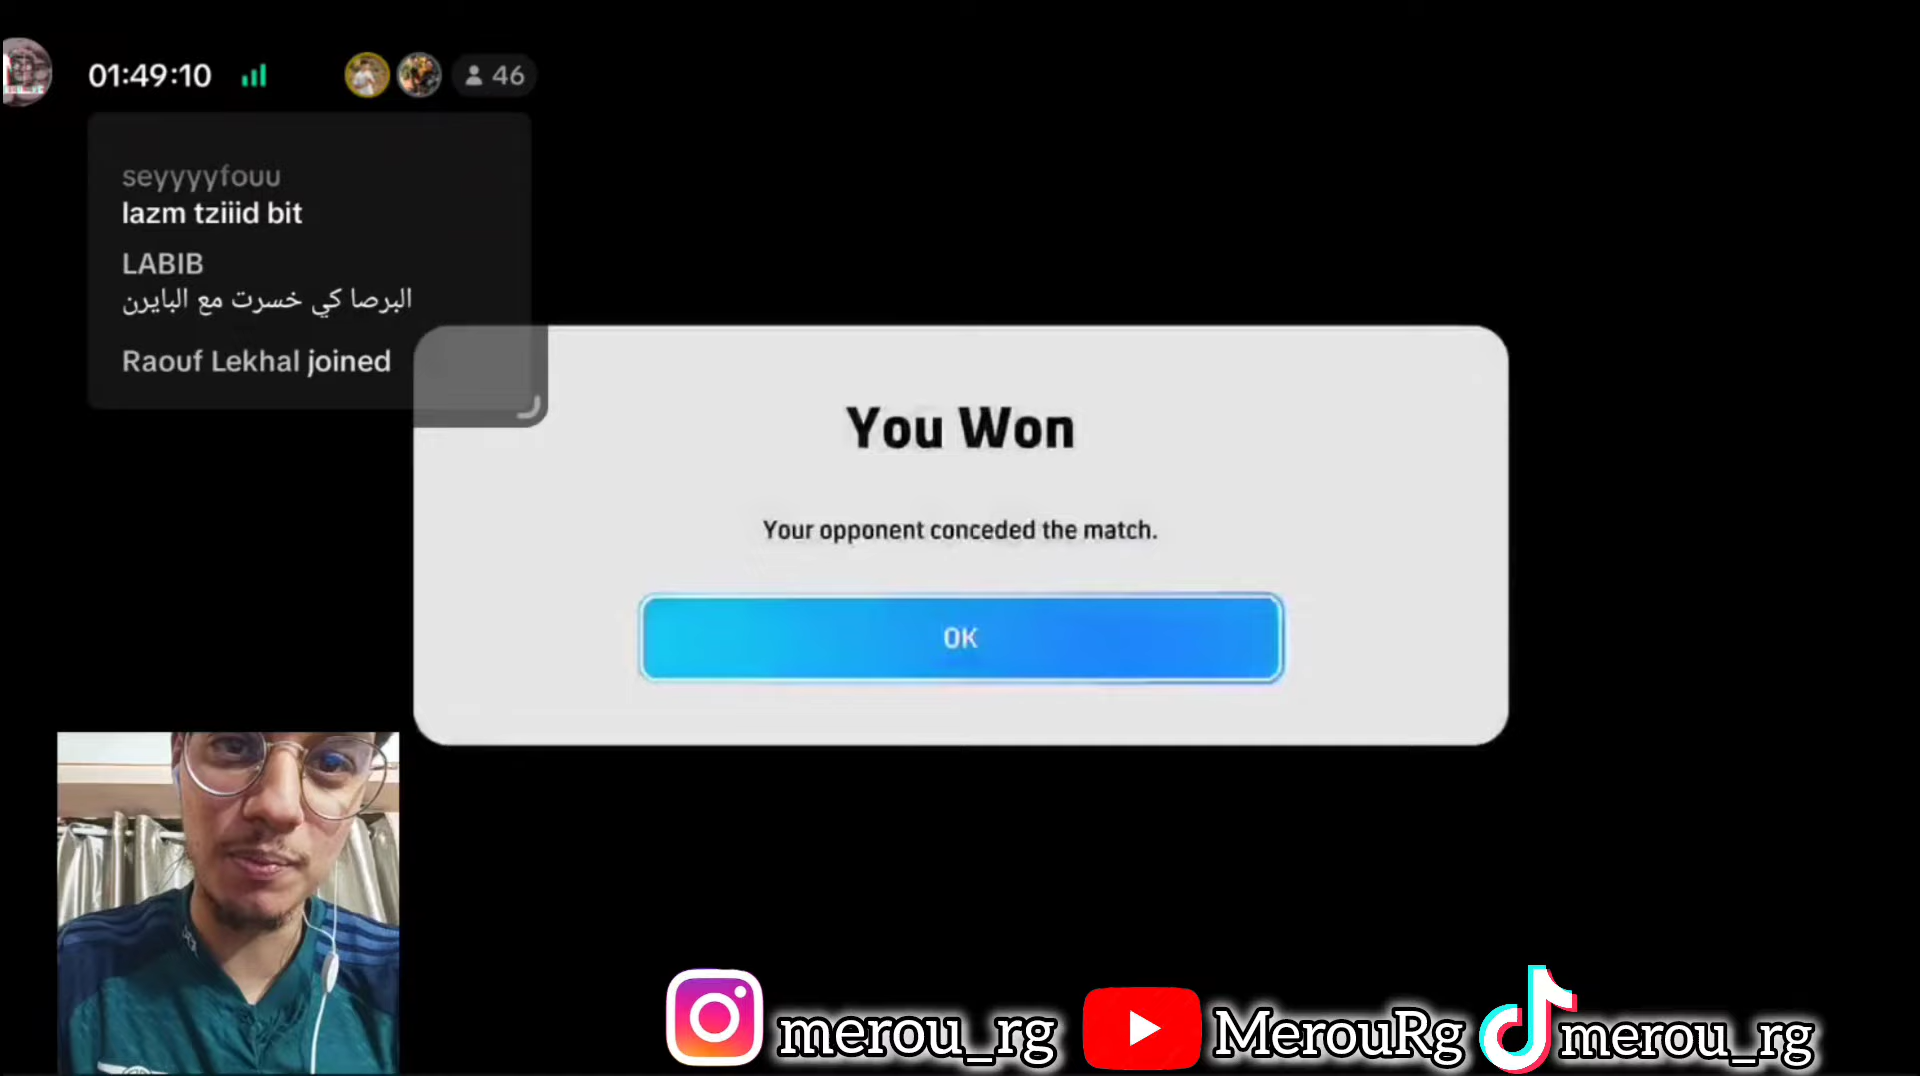 01:49:10
46
seyyyyfouu
lazm tziiid bit
LABIB
البرصا كي خسرت مع البايرن
Raouf Lekhal joined
You Won
Your opponent conceded the match.
OK
merou_rg
MerouRg
merou_rg